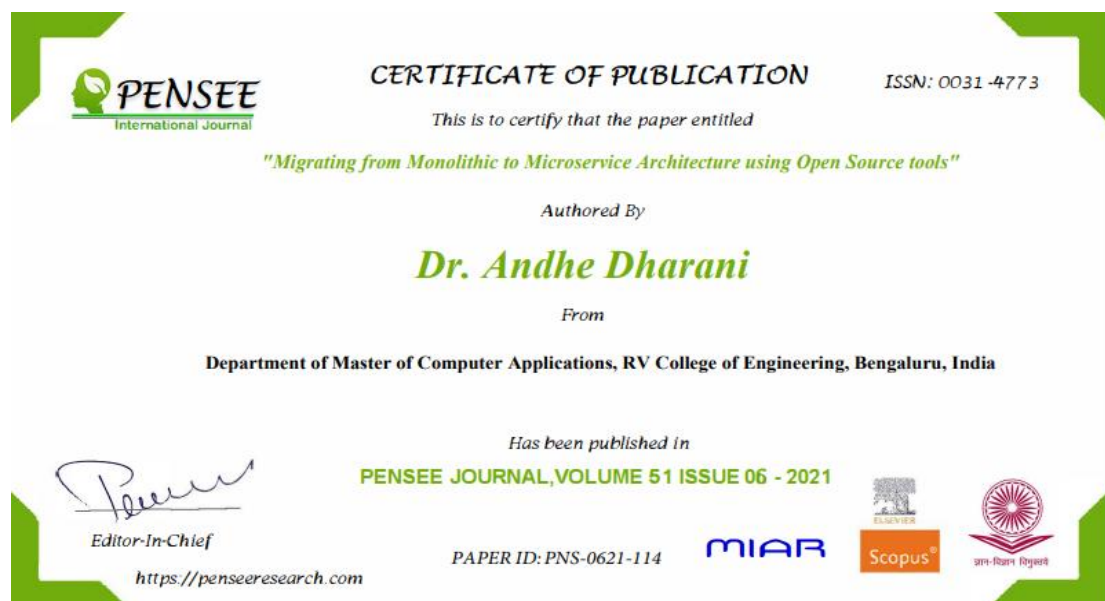 PENSEE
International Journal
CERTIFICATE OF PUBLICATION
ISSN: 0031-4773
This is to certify that the paper entitled
"Migrating from Monolithic to Microservice Architecture using Open Source tools"
Authored By
Dr. Andhe Dharani
From
Department of Master of Computer Applications, RV College of Engineering, Bengaluru, India
Has been published in
PENSEE JOURNAL,VOLUME 51 ISSUE 06 - 2021
Editor-In-Chief
https://penseeresearch.com
PAPER ID: PNS-0621-114
MIAR
ELSEVIER
Scopus®
ज्ञान-विज्ञान विमुक्तये